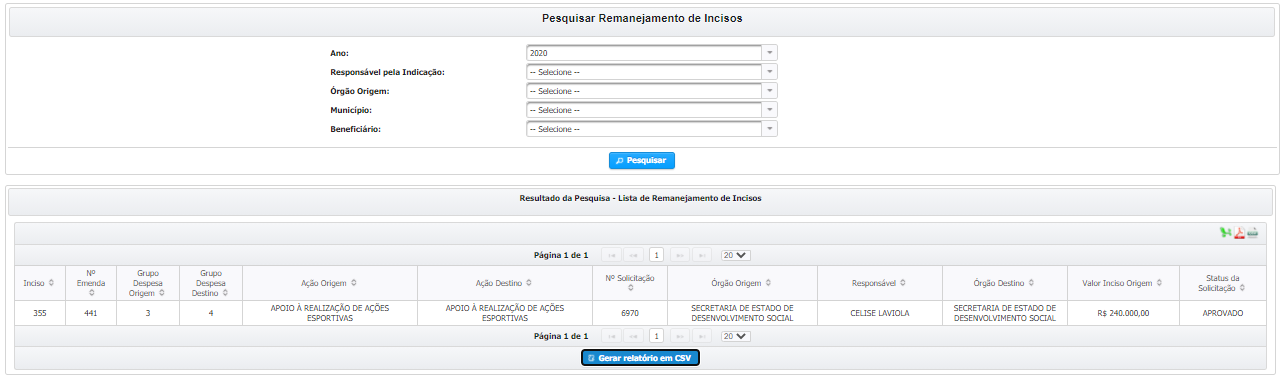 Pesquisar Remanejamento de Incisos
Ano:
2020
Responsável pela Indicação:
-- Selecione --
Órgão Origem:
-- Selecione --
Município:
-- Selecione --
Beneficiário:
-- Selecione --
Pesquisar
Resultado da Pesquisa - Lista de Remanejamento de Incisos
Página 1 de 1
1
20
Inciso
Nº
Emenda
Grupo
Despesa
Origem
Grupo
Despesa
Destino
Ação Origem
Ação Destino
Nº Solicitação
Órgão Origem
Responsável
Órgão Destino
Valor Inciso Origem
Status da
Solicitação
355
441
3
4
APOIO À REALIZAÇÃO DE AÇÕES
ESPORTIVAS
APOIO À REALIZAÇÃO DE AÇÕES
ESPORTIVAS
6970
SECRETARIA DE ESTADO DE
DESENVOLVIMENTO SOCIAL
CELISE LAVIOLA
SECRETARIA DE ESTADO DE
DESENVOLVIMENTO SOCIAL
R$ 240.000,00
APROVADO
Página 1 de 1
1
20
Gerar relatório em CSV